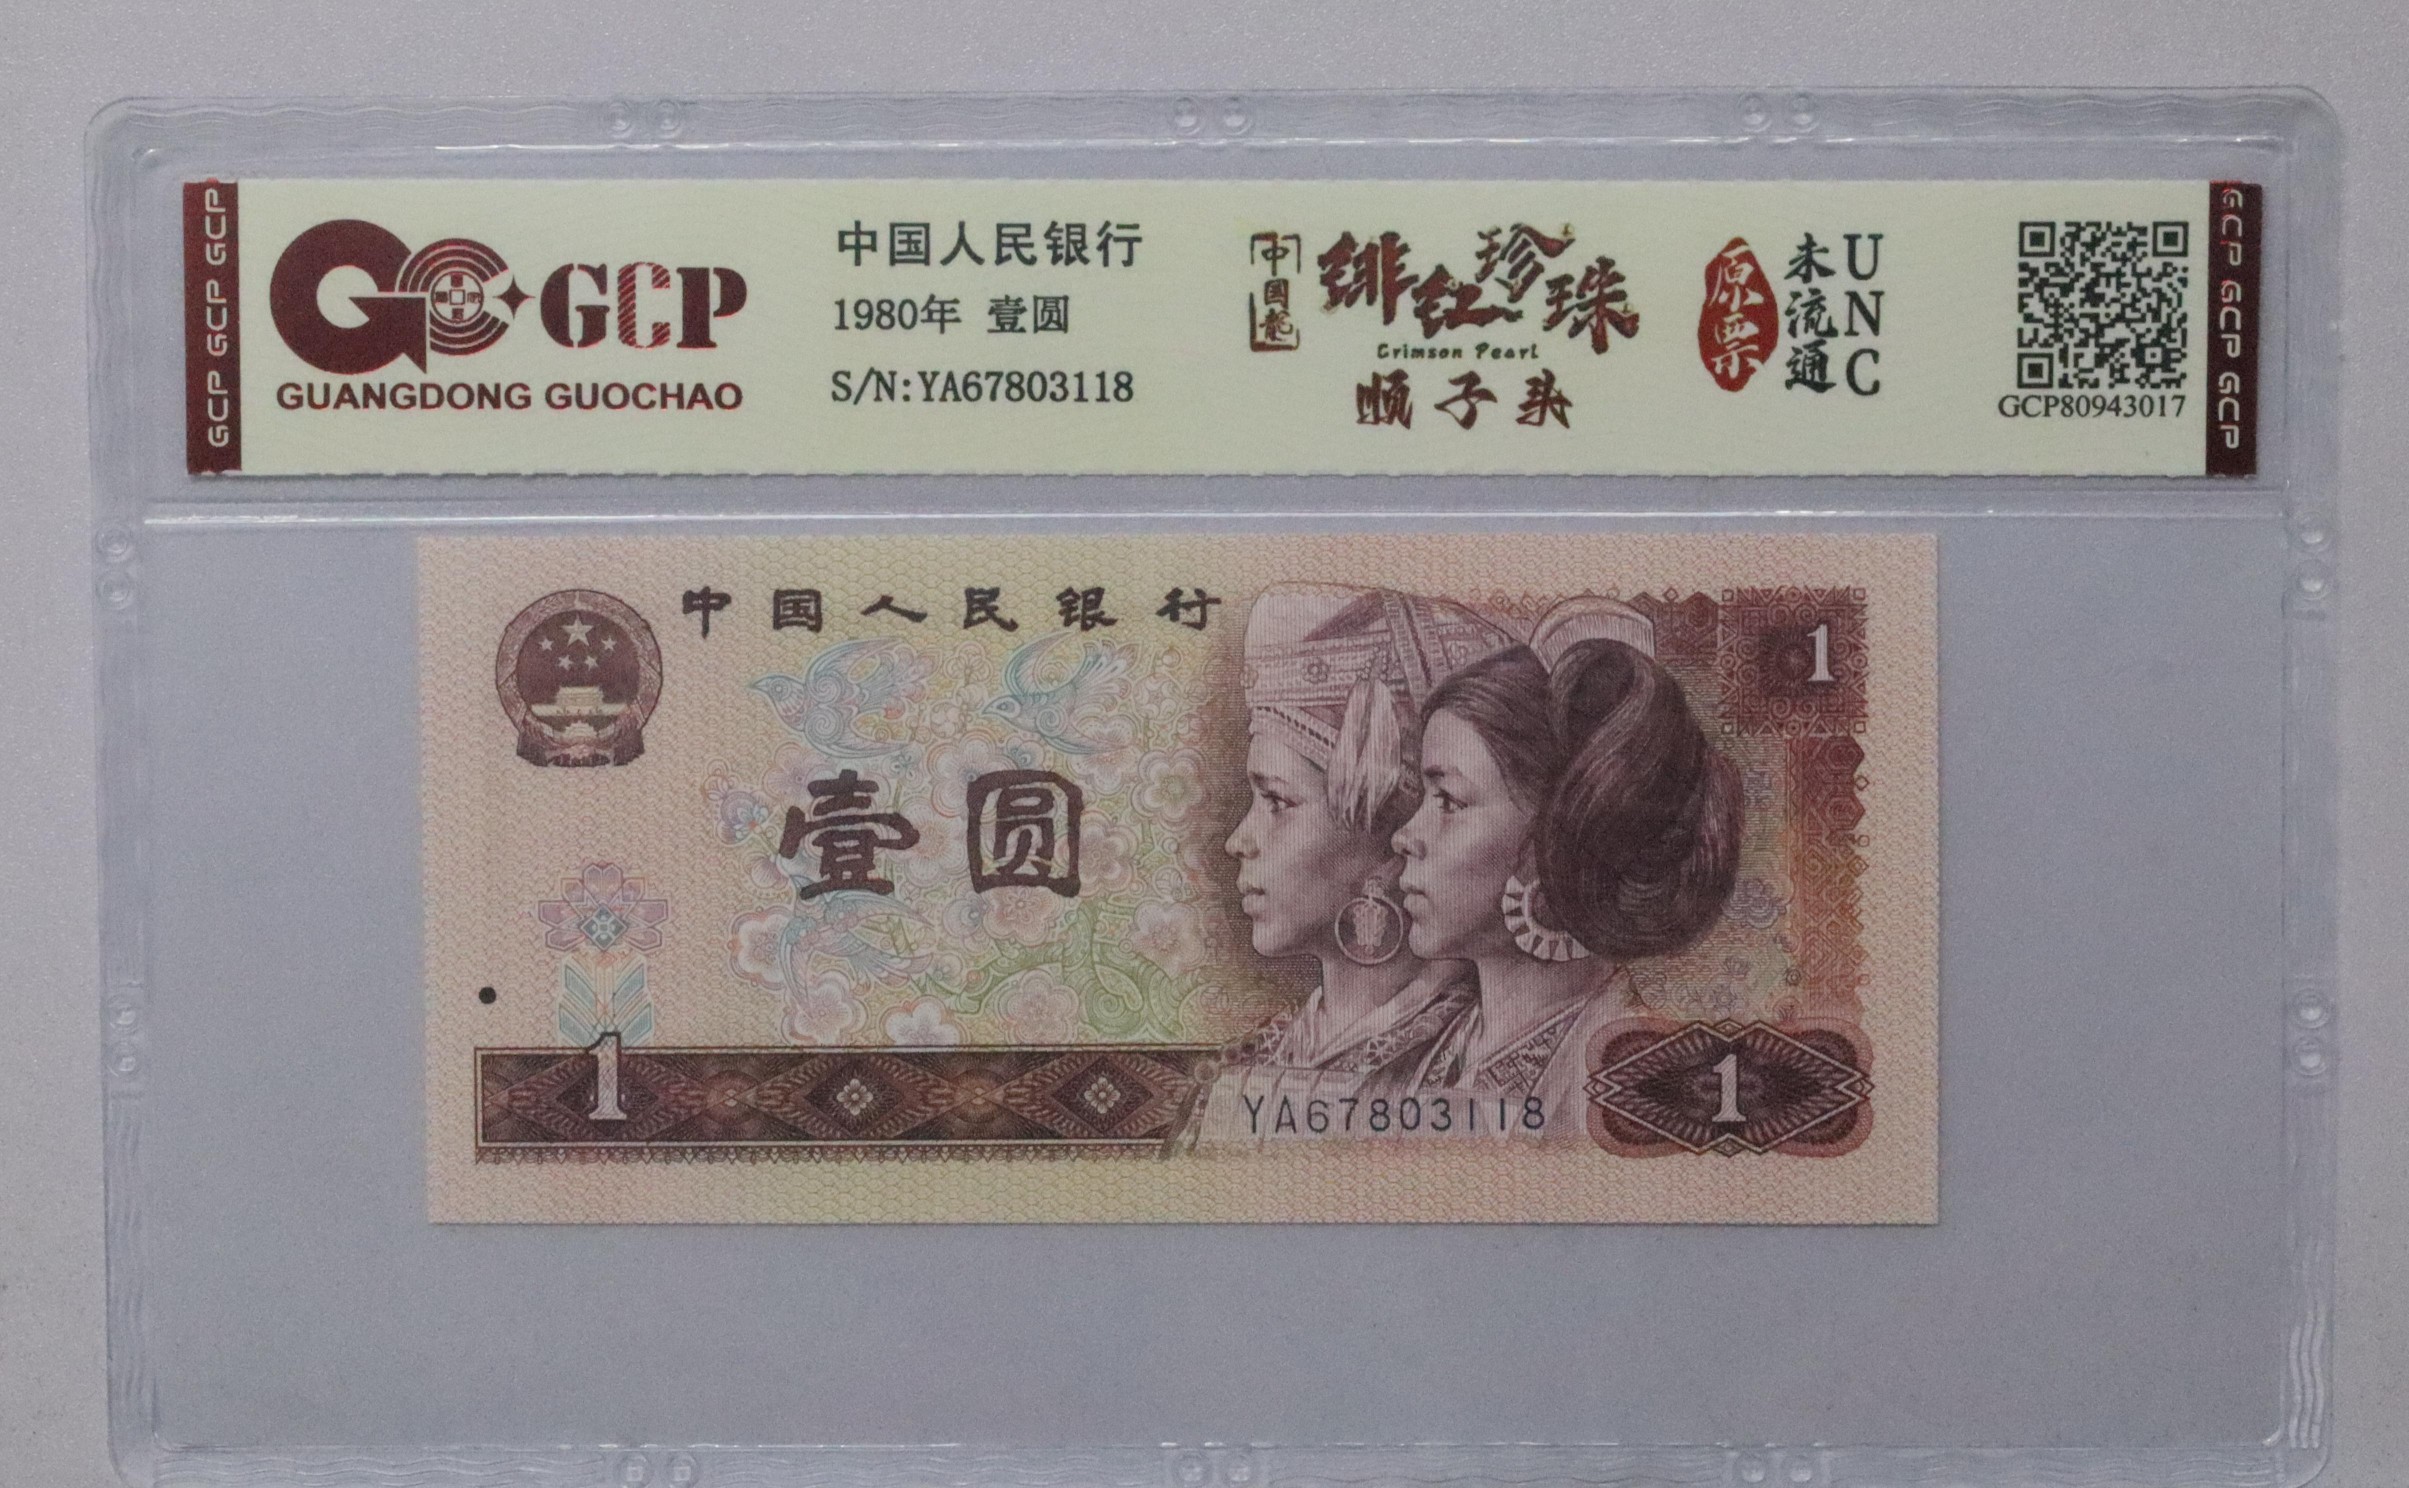 GCP GCP GCP
GCP
GUANGDONG GUOCHAO
中国人民银行
1980年 壹圆
S/N:YA67803118
中国龍
绯红珍珠
Crimson Pearl
顺子头
原票
未流通
UNC
GCP80943017
GCP GCP GCP
中国人民银行
1
壹圆
1
1
YA67803118